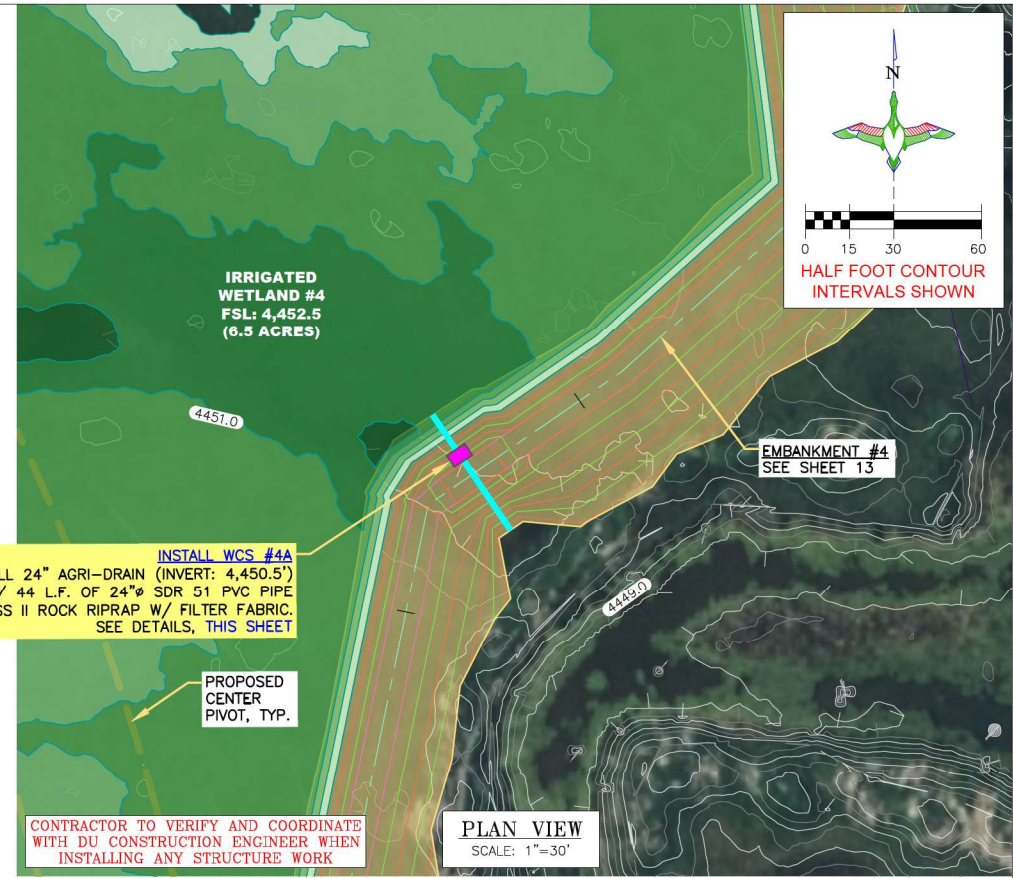 N
0 15 30 60
HALF FOOT CONTOUR
INTERVALS SHOWN
IRRIGATED
WETLAND #4
FSL: 4,452.5
(6.5 ACRES)
4451.0
EMBANKMENT #4
SEE SHEET 13
INSTALL WCS #4A
24" AGRI-DRAIN (INVERT: 4,450.5')
44 L.F. OF 24"ø SDR 51 PVC PIPE
II ROCK RIPRAP W/ FILTER FABRIC.
SEE DETAILS, THIS SHEET
4449.0
PROPOSED
CENTER
PIVOT, TYP.
CONTRACTOR TO VERIFY AND COORDINATE
WITH DU CONSTRUCTION ENGINEER WHEN
INSTALLING ANY STRUCTURE WORK
PLAN VIEW
SCALE: 1"=30'